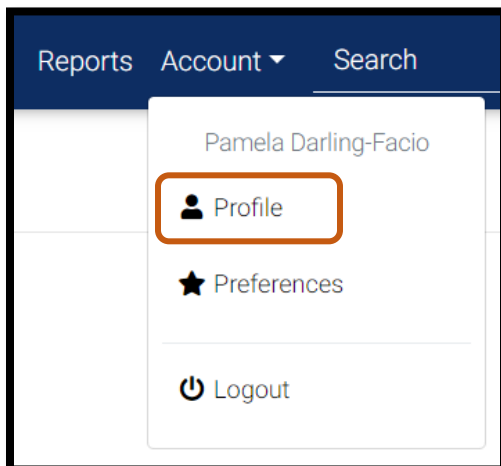 Reports Account Search
Pamela Darling-Facio
Profile
Preferences
Logout